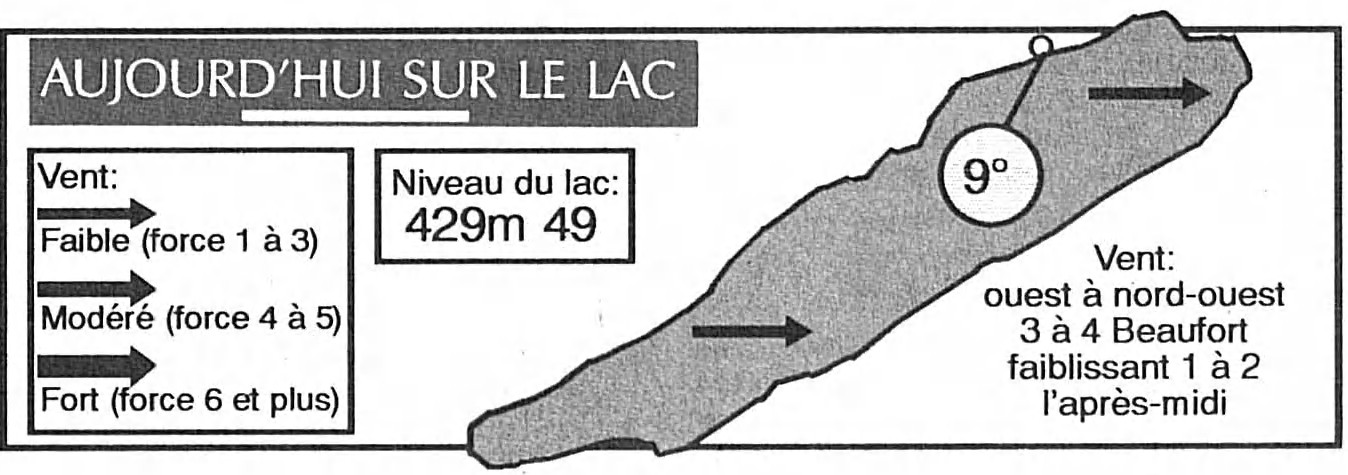 AUJOURD'HUI SUR LE LAC
Vent:
Faible (force 1 à 3)
Modéré (force 4 à 5)
Fort (force 6 et plus)
Niveau du lac:
429m 49
9°
Vent:
ouest à nord-ouest
3 à 4 Beaufort
faiblissant 1 à 2
l'après-midi